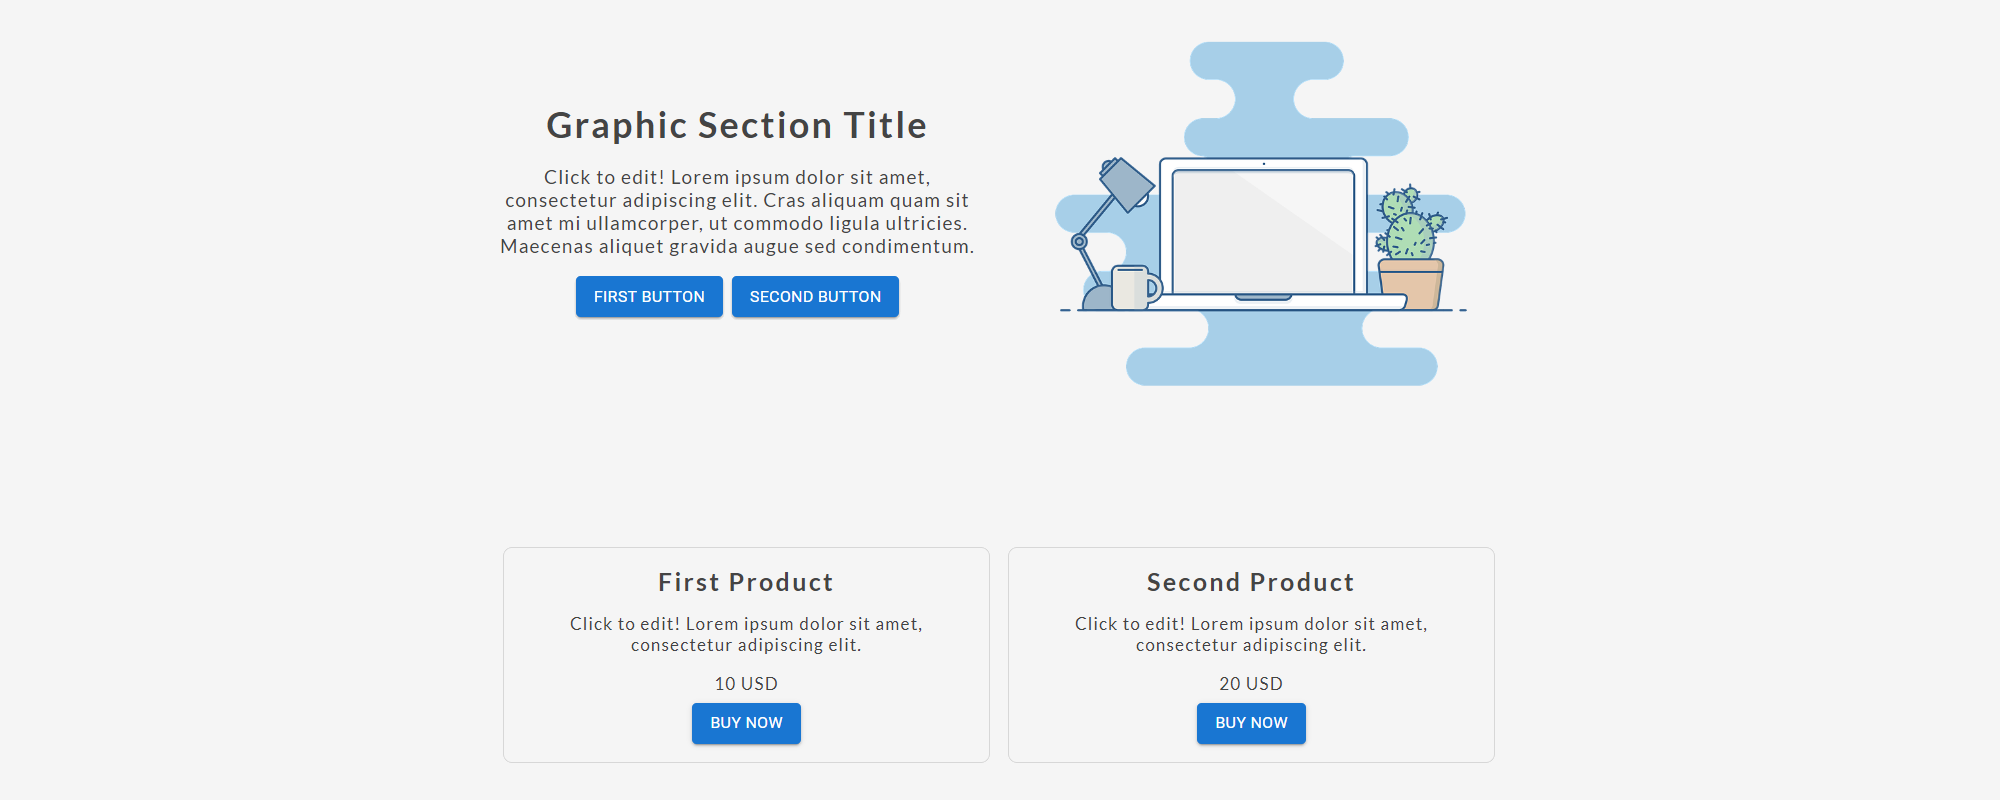 Graphic Section Title
Click to edit! Lorem ipsum dolor sit amet,
consectetur adipiscing elit. Cras aliquam quam sit
amet mi ullamcorper, ut commodo ligula ultricies.
Maecenas aliquet gravida augue sed condimentum.
FIRST BUTTON
SECOND BUTTON
First Product
Click to edit! Lorem ipsum dolor sit amet,
consectetur adipiscing elit.
10 USD
BUY NOW
Second Product
Click to edit! Lorem ipsum dolor sit amet,
consectetur adipiscing elit.
20 USD
BUY NOW